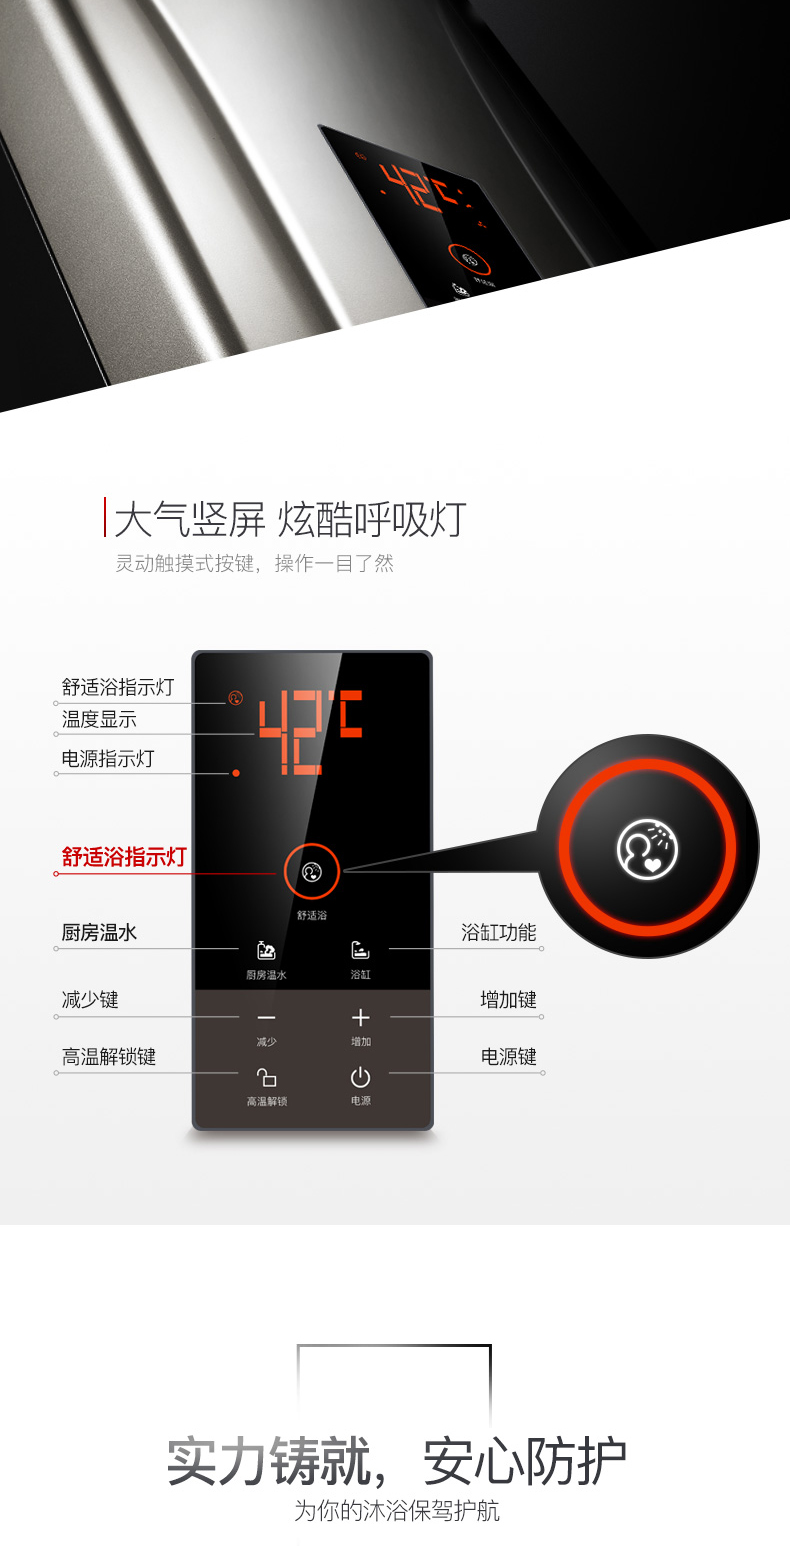 42℃
大气竖屏 炫酷呼吸灯
灵动触摸式按键，操作一目了然
舒适浴指示灯
温度显示
电源指示灯
42℃
舒适浴指示灯
舒适浴
厨房温水
浴缸功能
厨房温水
浴缸
减少键
增加键
减少
增加
高温解锁键
电源键
高温解锁
电源
实力铸就，安心防护
为你的沐浴保驾护航